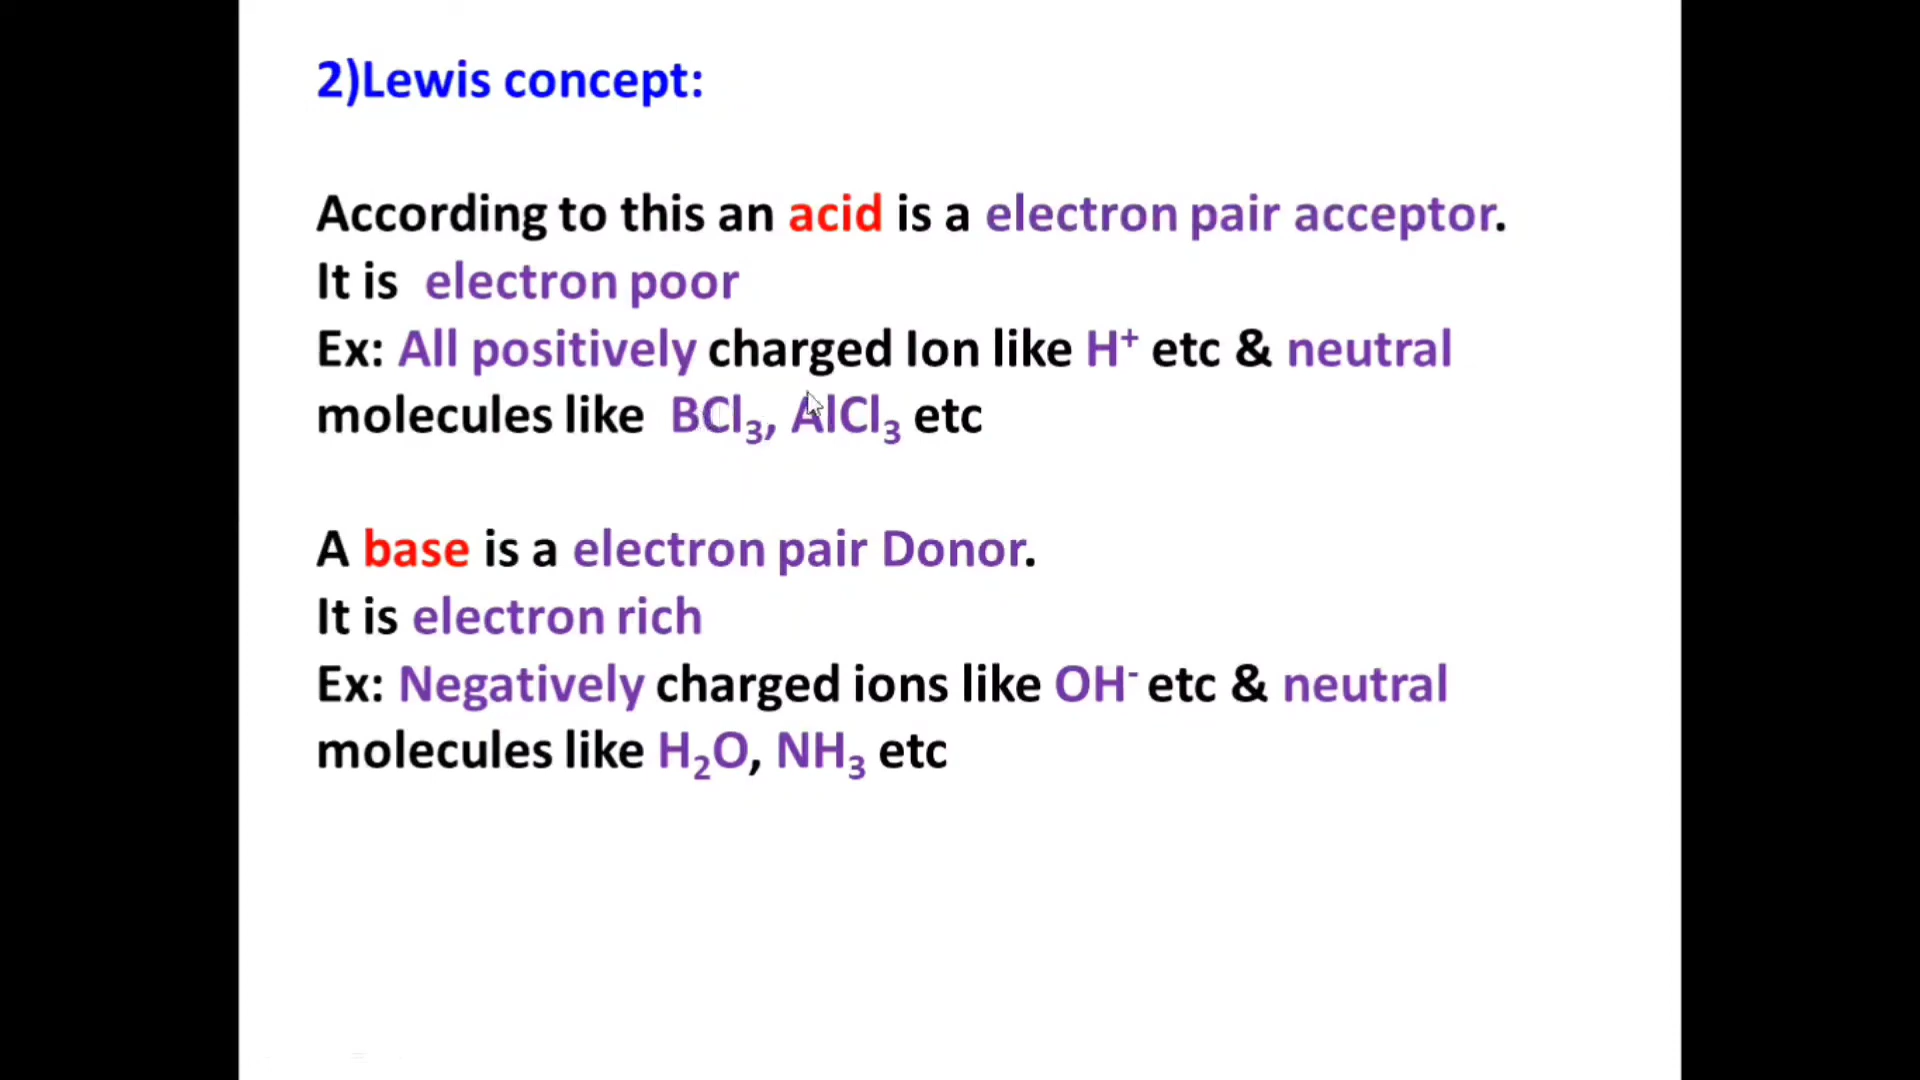 2)Lewis concept:
According to this an acid is a electron pair acceptor.
It is electron poor
Ex: All positively charged Ion like H⁺ etc & neutral
molecules like BCl₃, AlCl₃ etc
A base is a electron pair Donor.
It is electron rich
Ex: Negatively charged ions like OH⁻ etc & neutral
molecules like H₂O, NH₃ etc